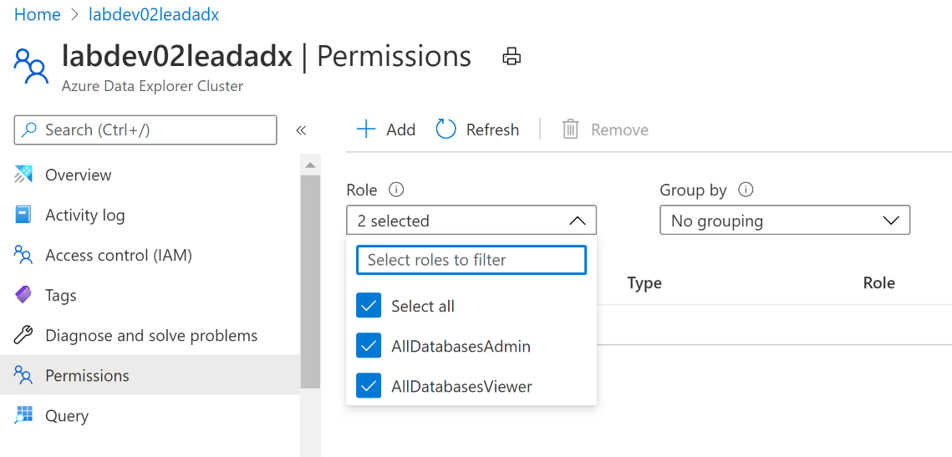 Home > labdev02leadadx
labdev02leadadx | Permissions
Azure Data Explorer Cluster
Search (Ctrl+/)
«
Overview
Activity log
Access control (IAM)
Tags
Diagnose and solve problems
Permissions
Query
+ Add Refresh Remove
Role
2 selected
Select roles to filter
Select all
AllDatabasesAdmin
AllDatabasesViewer
Group by
No grouping
Type Role